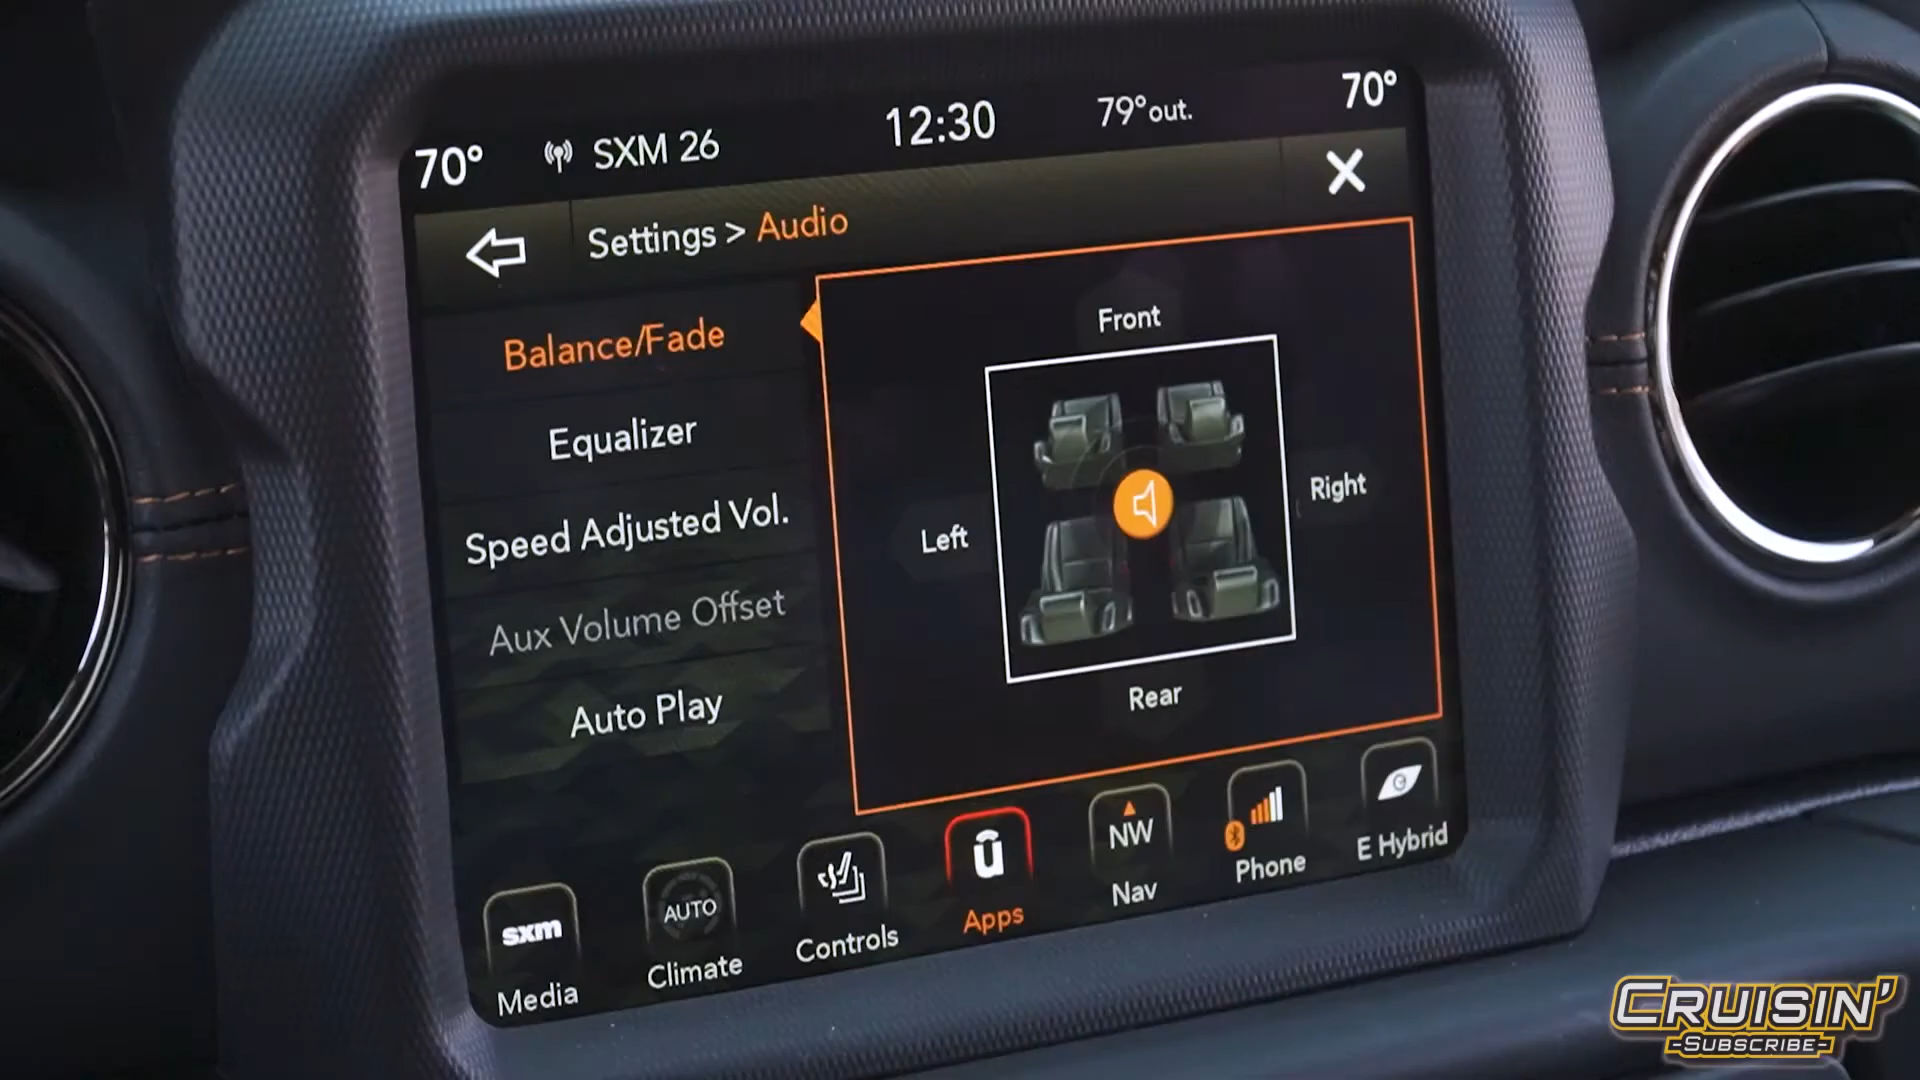 70° SXM 26 12:30 79° out. 70°
Settings > Audio X
Balance/Fade
Equalizer
Speed Adjusted Vol.
Aux Volume Offset
Auto Play
Front
Left
Right
Rear
sxm
Media
AUTO
Climate
Controls
ū
Apps
NW
Nav
Phone
E Hybrid
CRUISIN'
-SUBSCRIBE-